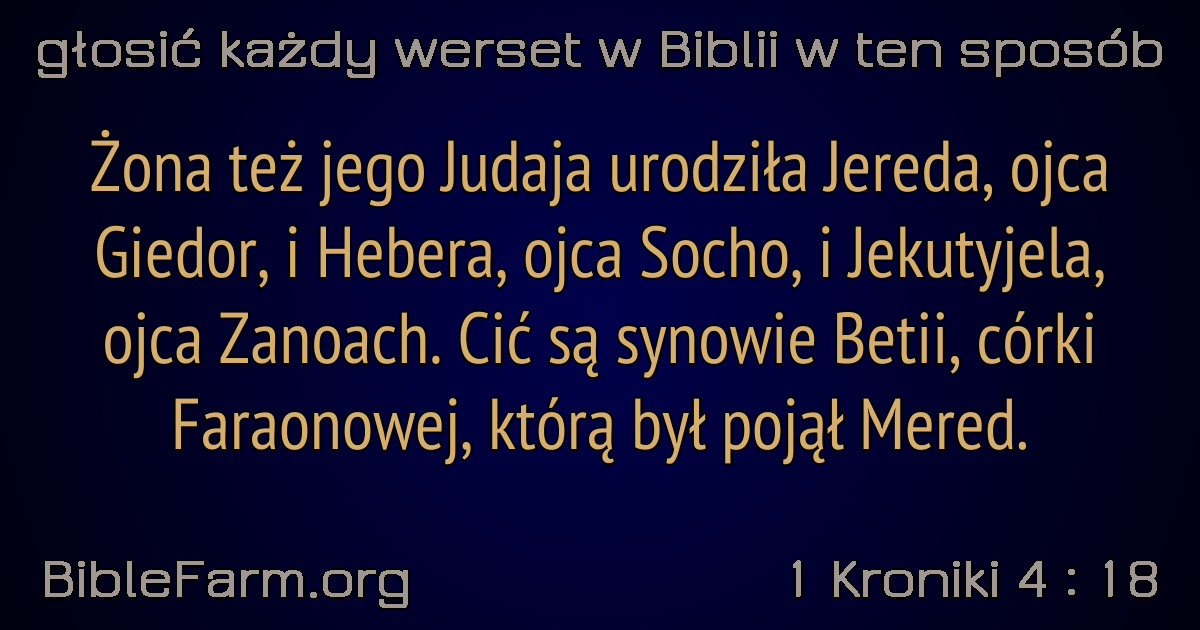 głosić każdy werset w Biblii w ten sposób
Żona też jego Judaja urodziła Jereda, ojca
Giedor, i Hebera, ojca Socho, i Jekutyjela,
ojca Zanoach. Cić są synowie Betii, córki
Faraonowej, którą był pojął Mered.
BibleFarm.org
1 Kroniki 4 : 18